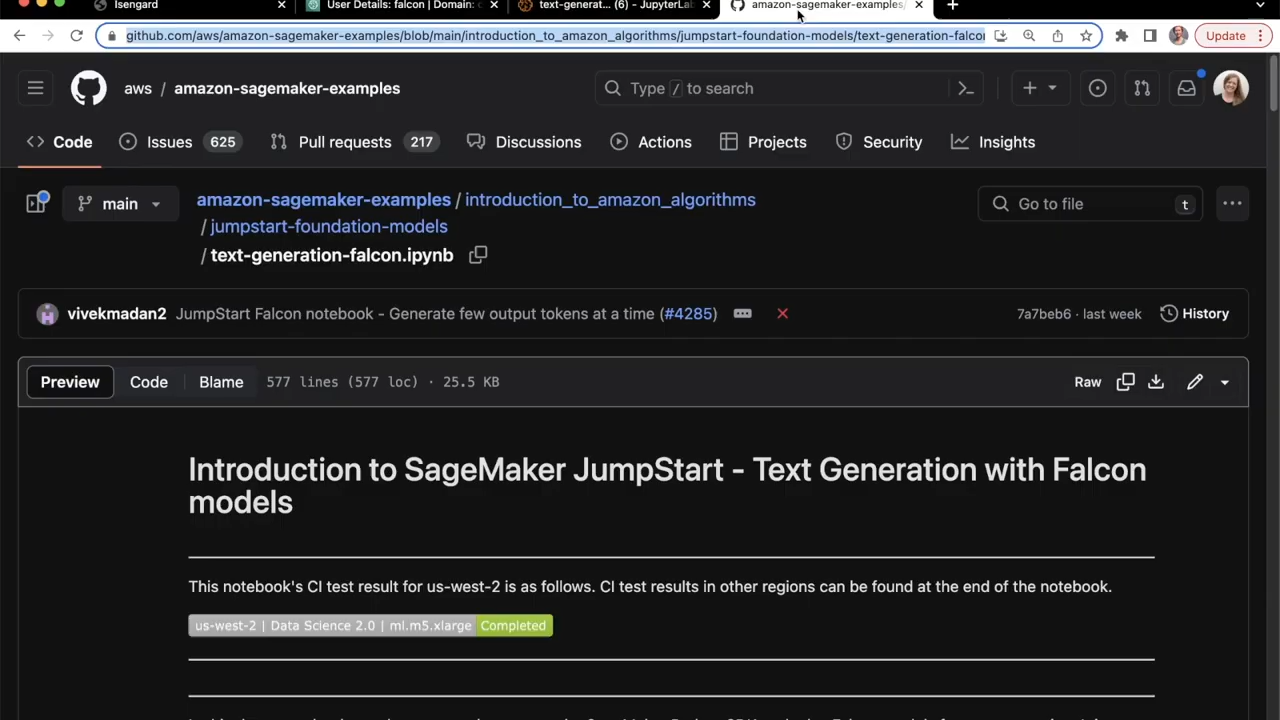 Isengard
User Details: falcon | Domain: c
text-generat... (6) - JupyterLab
amazon-sagemaker-examples/
github.com/aws/amazon-sagemaker-examples/blob/main/introduction_to_amazon_algorithms/jumpstart-foundation-models/text-generation-falco
Update
aws / amazon-sagemaker-examples
Type / to search
Code
Issues 625
Pull requests 217
Discussions
Actions
Projects
Security
Insights
main
amazon-sagemaker-examples / introduction_to_amazon_algorithms
/ jumpstart-foundation-models
/ text-generation-falcon.ipynb
Go to file t
vivekmadan2 JumpStart Falcon notebook - Generate few output tokens at a time (#4285)
7a7beb6 · last week
History
Preview
Code
Blame
577 lines (577 loc) · 25.5 KB
Raw
Introduction to SageMaker JumpStart - Text Generation with Falcon
models
This notebook's CI test result for us-west-2 is as follows. CI test results in other regions can be found at the end of the notebook.
us-west-2 | Data Science 2.0 | ml.m5.xlarge Completed